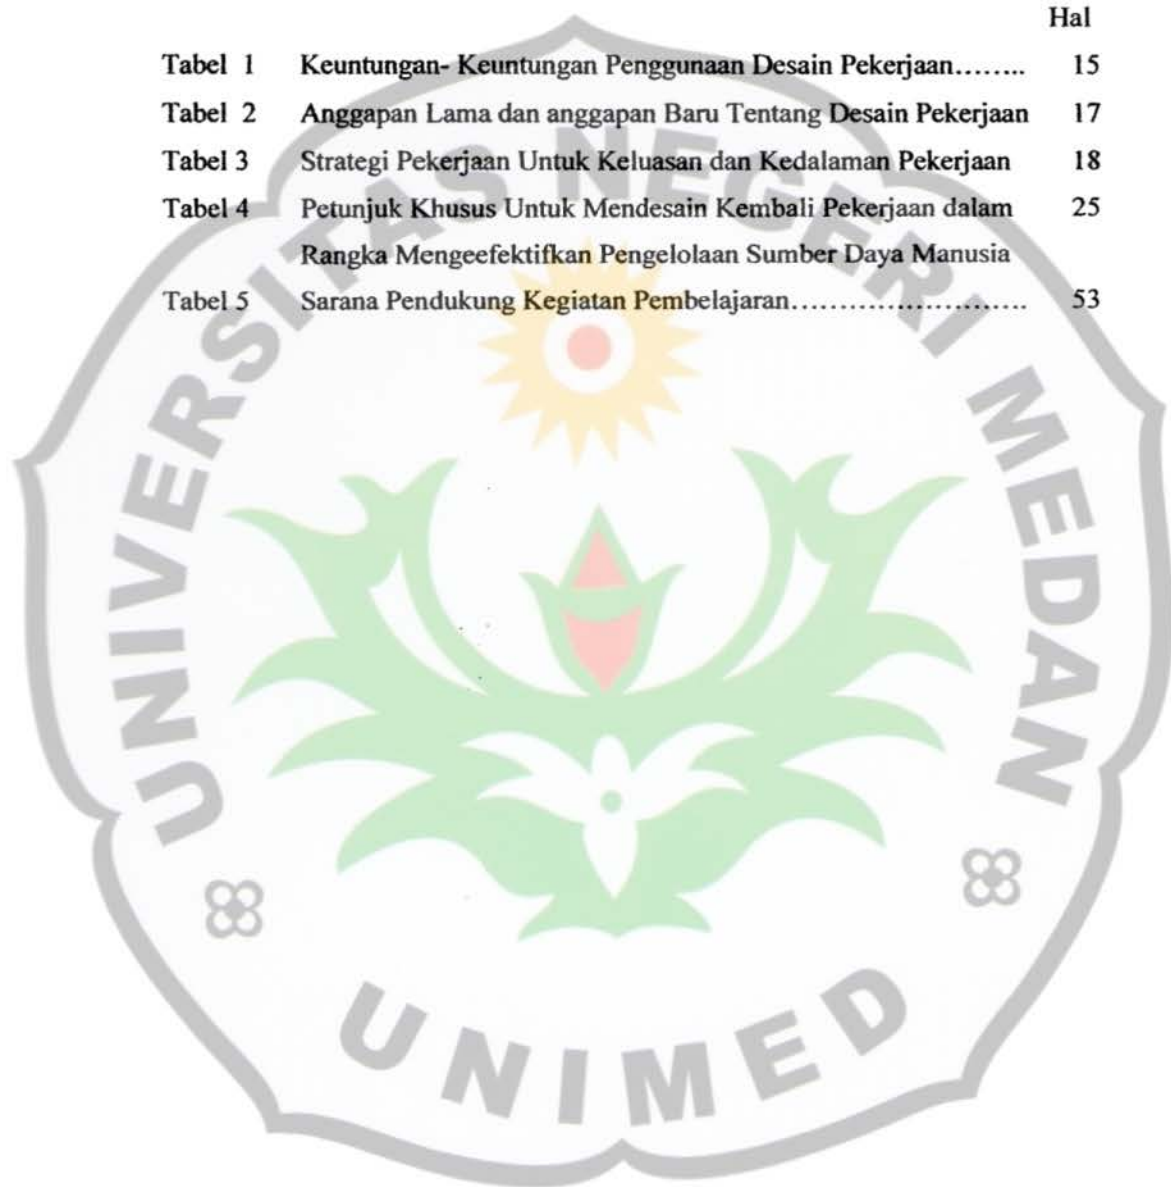 Hal
Tabel 1 Keuntungan- Keuntungan Penggunaan Desain Pekerjaan........ 15
Tabel 2 Anggapan Lama dan anggapan Baru Tentang Desain Pekerjaan 17
Tabel 3 Strategi Pekerjaan Untuk Keluasan dan Kedalaman Pekerjaan 18
Tabel 4 Petunjuk Khusus Untuk Mendesain Kembali Pekerjaan dalam 25
Rangka Mengeefektifkan Pengelolaan Sumber Daya Manusia
Tabel 5 Sarana Pendukung Kegiatan Pembelajaran........................ 53
UNIVERSITAS NEGERI MEDAN
UNIMED